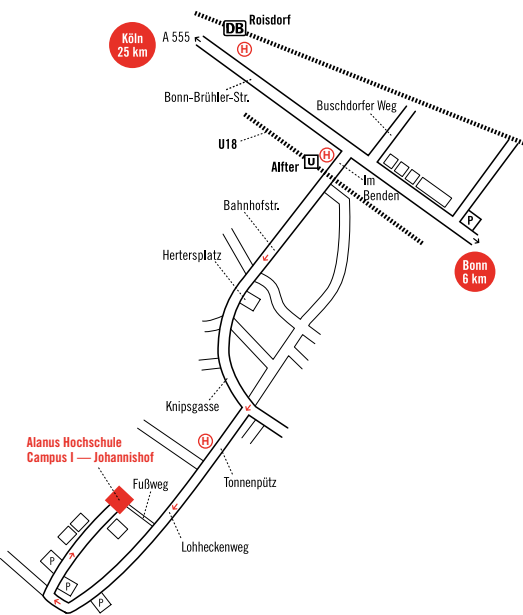 DB
Roisdorf
Köln
25 km
A 555
H
Bonn-Brühler-Str.
Buschdorfer Weg
U18
Alfter
U
H
Im
Benden
Bahnhofstr.
P
Hertersplatz
Bonn
6 km
Knipsgasse
H
Alanus Hochschule
Campus I — Johannishof
Tonnenpütz
Fußweg
Lohheckenweg
P
P
P